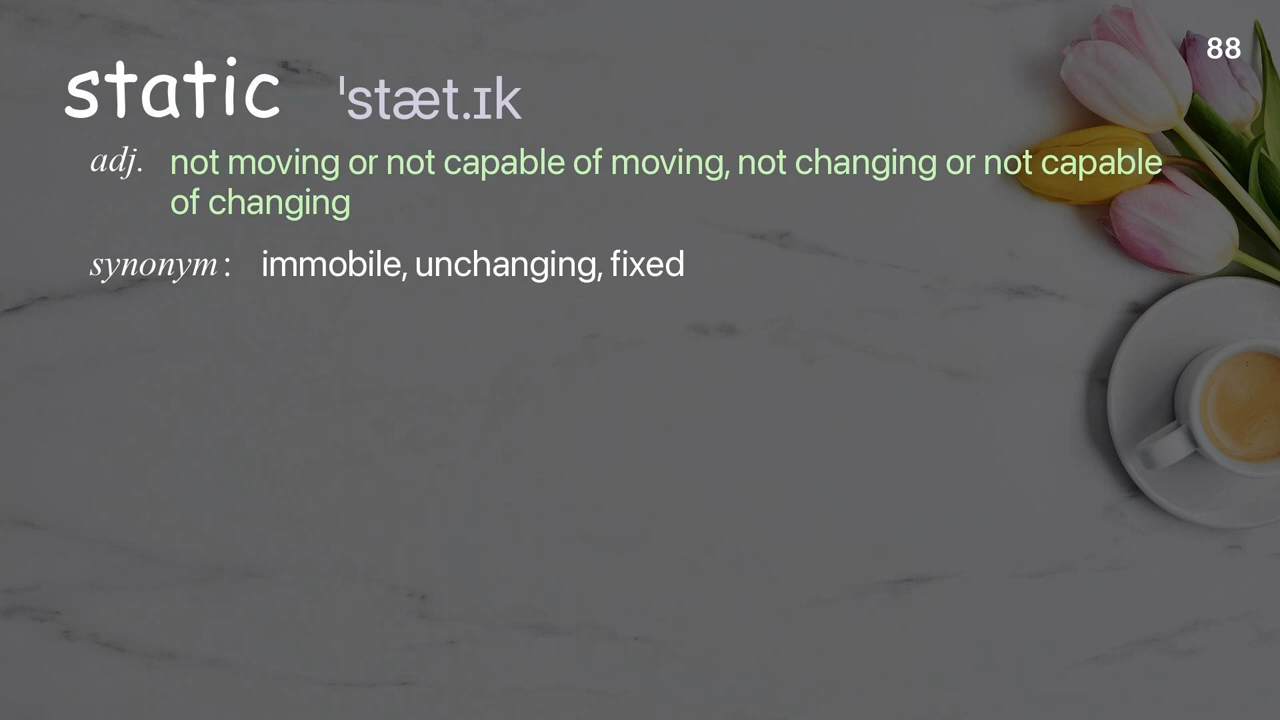 88
static ˈstæt.ɪk
adj. not moving or not capable of moving, not changing or not capable
of changing
synonym : immobile, unchanging, fixed